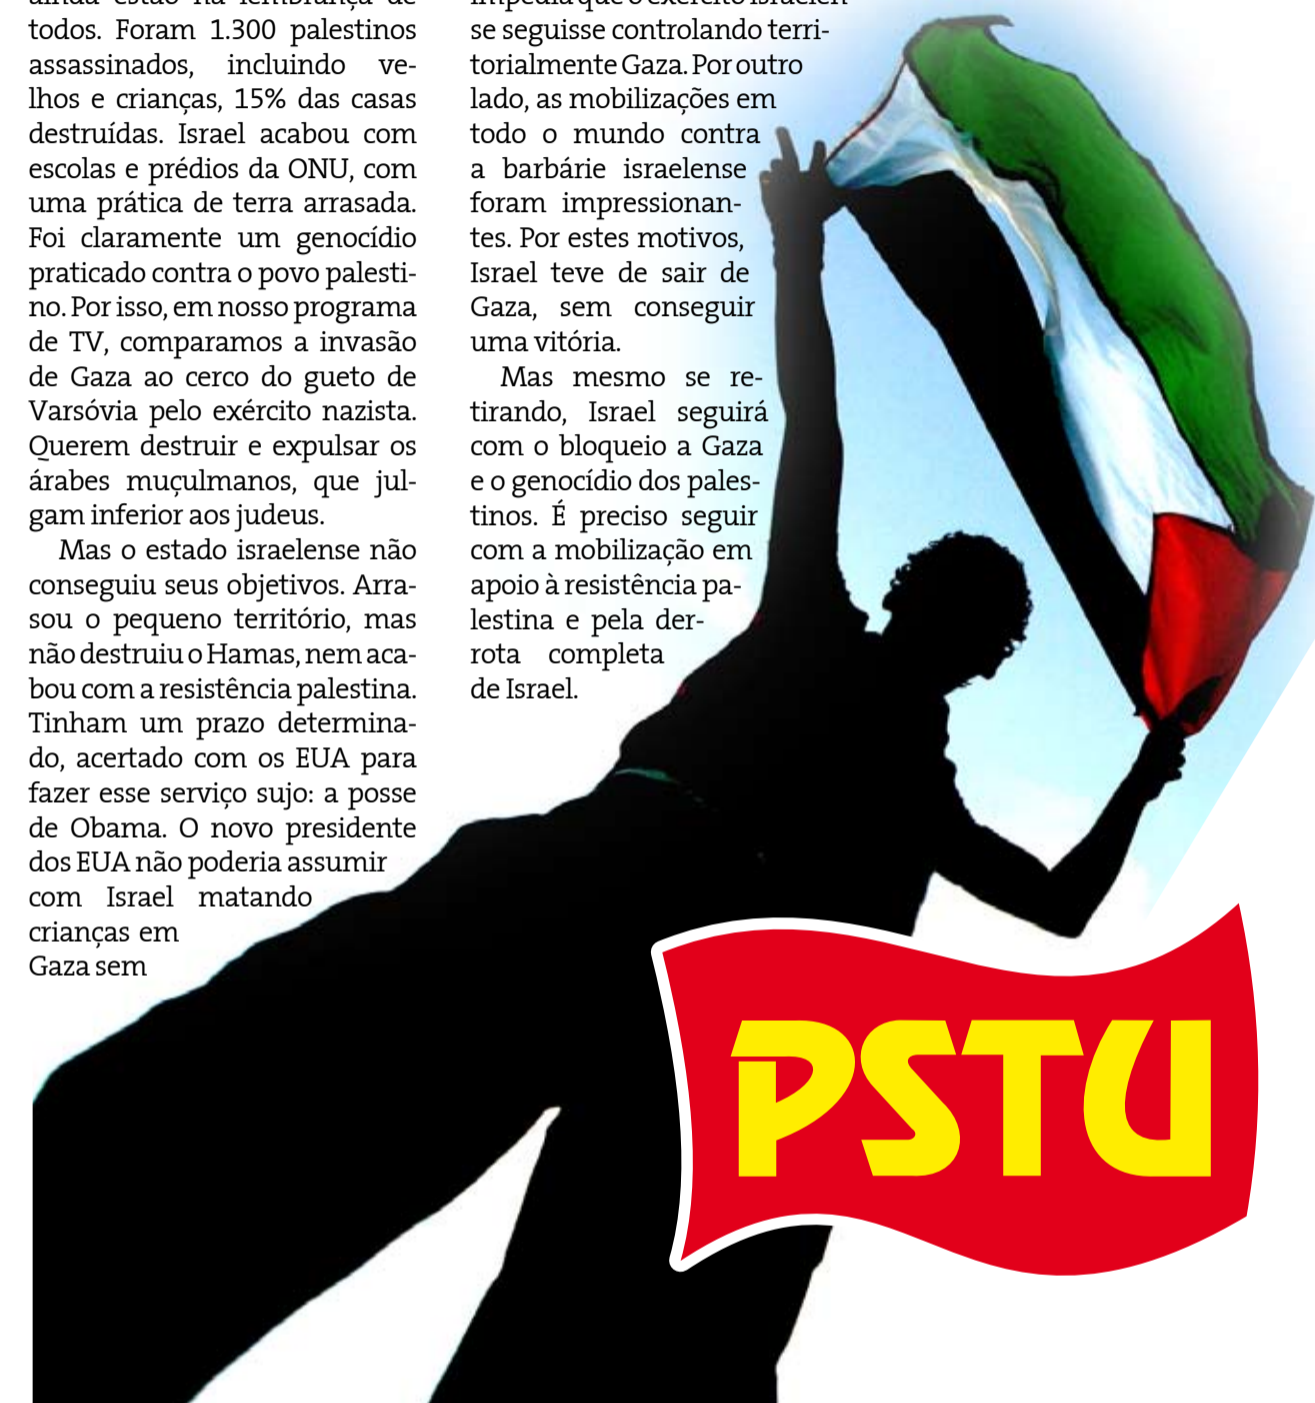 ainda estão na lembrança de
todos. Foram 1.300 palestinos
assassinados, incluindo ve-
lhos e crianças, 15% das casas
destruídas. Israel acabou com
escolas e prédios da ONU, com
uma prática de terra arrasada.
Foi claramente um genocídio
praticado contra o povo palesti-
no. Por isso, em nosso programa
de TV, comparamos a invasão
de Gaza ao cerco do gueto de
Varsóvia pelo exército nazista.
Querem destruir e expulsar os
árabes muçulmanos, que jul-
gam inferior aos judeus.
Mas o estado israelense não
conseguiu seus objetivos. Arra-
sou o pequeno território, mas
não destruiu o Hamas, nem aca-
bou com a resistência palestina.
Tinham um prazo determina-
do, acertado com os EUA para
fazer esse serviço sujo: a posse
de Obama. O novo presidente
dos EUA não poderia assumir
com Israel matando
crianças em
Gaza sem
impedia que o exército israelen
se seguisse controlando terri-
torialmente Gaza. Por outro
lado, as mobilizações em
todo o mundo contra
a barbárie israelense
foram impressionan-
tes. Por estes motivos,
Israel teve de sair de
Gaza, sem conseguir
uma vitória.
Mas mesmo se re-
tirando, Israel seguirá
com o bloqueio a Gaza
e o genocídio dos pales-
tinos. É preciso seguir
com a mobilização em
apoio à resistência pa-
lestina e pela der-
rota completa
de Israel.
PSTU